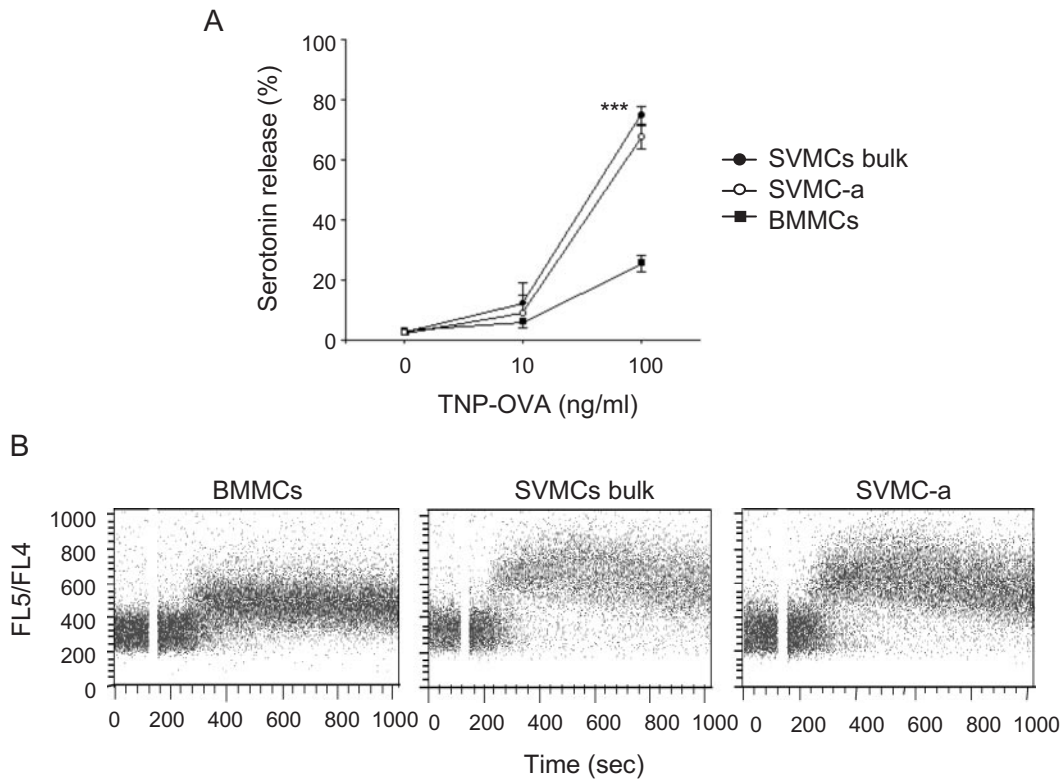 A
100
80
60
40
20
0
Serotonin release (%)
***
0 10 100
TNP-OVA (ng/ml)
SVMCs bulk
SVMC-a
BMMCs
B
BMMCs SVMCs bulk SVMC-a
1000
800
600
400
200
0
FL5/FL4
0 200 400 600 800 1000 0 200 400 600 800 1000 0 200 400 600 800 1000
Time (sec)